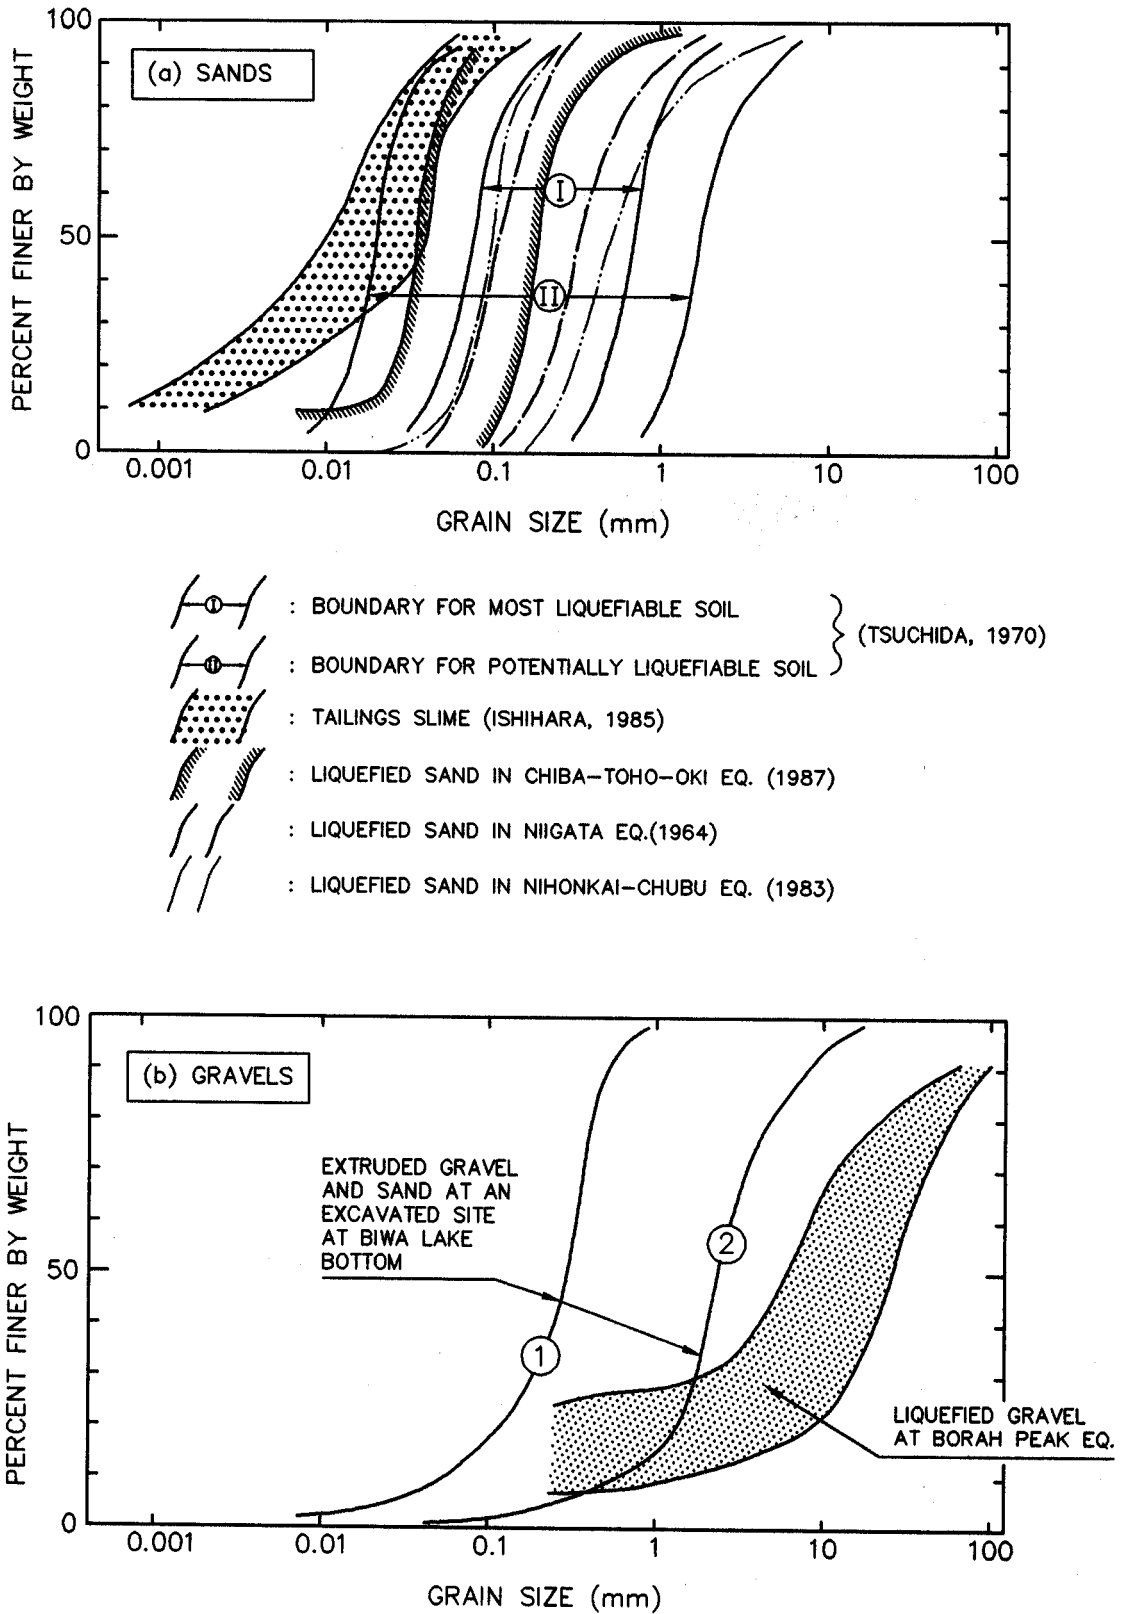 100
(a) SANDS
PERCENT FINER BY WEIGHT
I
50
II
0
0.001 0.01 0.1 1 10 100
GRAIN SIZE (mm)
I : BOUNDARY FOR MOST LIQUEFIABLE SOIL
(TSUCHIDA, 1970)
II : BOUNDARY FOR POTENTIALLY LIQUEFIABLE SOIL
: TAILINGS SLIME (ISHIHARA, 1985)
: LIQUEFIED SAND IN CHIBA-TOHO-OKI EQ. (1987)
: LIQUEFIED SAND IN NIIGATA EQ.(1964)
: LIQUEFIED SAND IN NIHONKAI-CHUBU EQ. (1983)
100
(b) GRAVELS
PERCENT FINER BY WEIGHT
EXTRUDED GRAVEL
AND SAND AT AN
EXCAVATED SITE
AT BIWA LAKE
BOTTOM
2
50
1
LIQUEFIED GRAVEL
AT BORAH PEAK EQ.
0
0.001 0.01 0.1 1 10 100
GRAIN SIZE (mm)